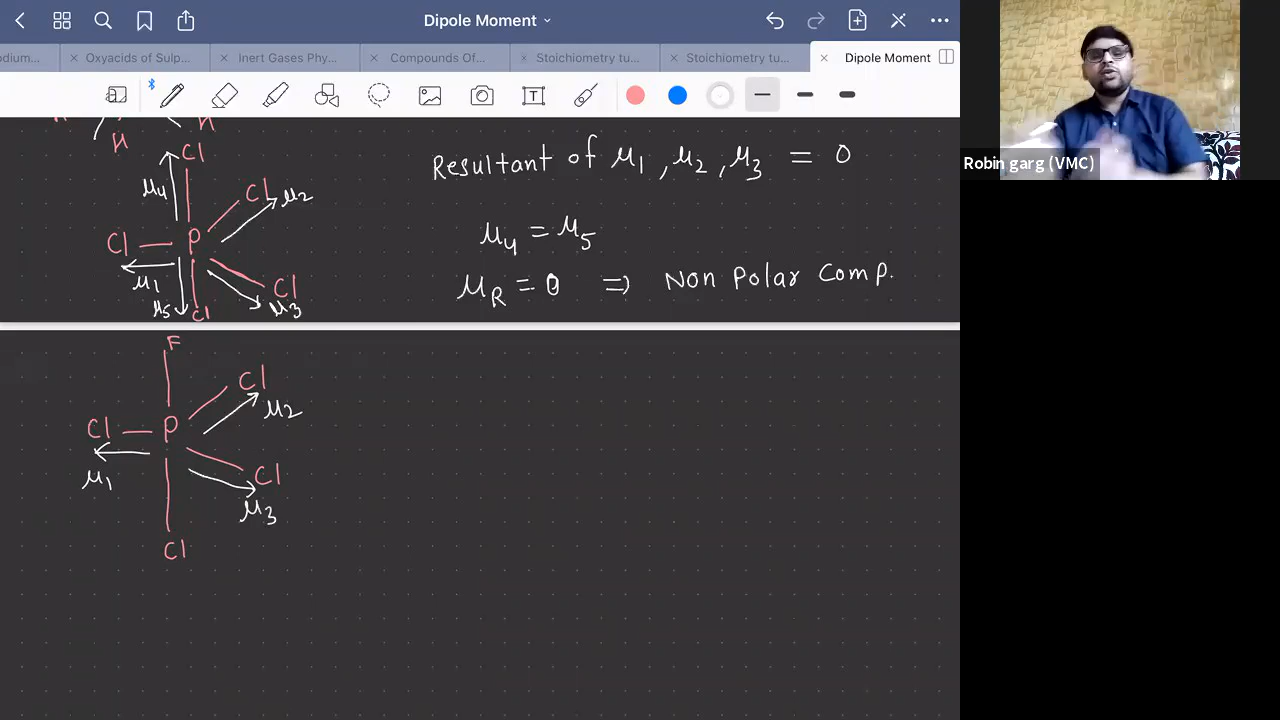 Dipole Moment
odium...
Oxyacids of Sulp...
Inert Gases Phy...
Compounds Of...
Stoichiometry tu...
Stoichiometry tu...
Dipole Moment
T
Robin garg (VMC)
H
H
H
Cl
μ4
Cl
μ2
Cl
P
μ1
Cl
μ5
Cl
μ3
Resultant of μ1, μ2, μ3 = 0
μ4 = μ5
μR = 0 ⇒ Non Polar Comp.
F
Cl
μ2
Cl
P
μ1
Cl
μ3
Cl